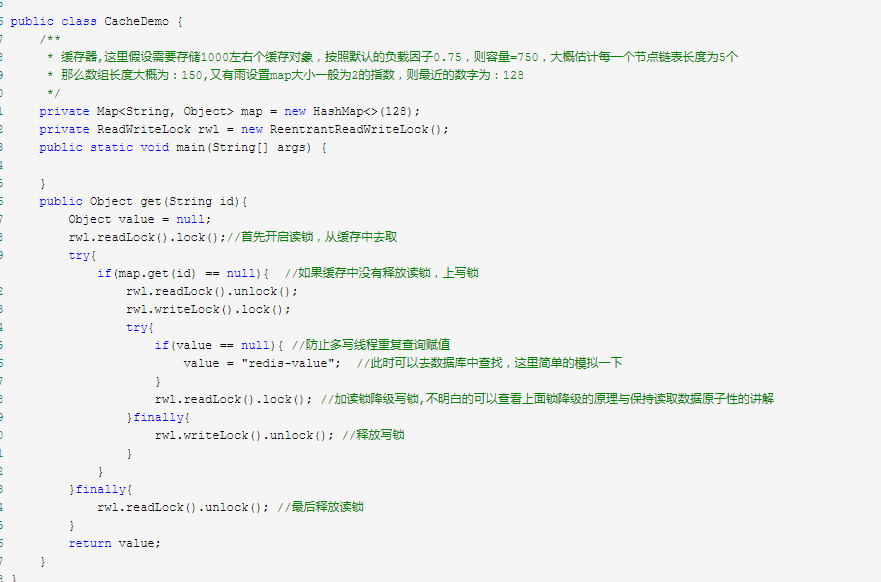 public class CacheDemo {
/**
* 缓存器,这里假设需要存储1000左右个缓存对象，按照默认的负载因子0.75，则容量=750，大概估计每一个节点链表长度为5个
* 那么数组长度大概为：150,又有雨设置map大小一般为2的指数，则最近的数字为：128
*/
private Map<String, Object> map = new HashMap<>(128);
private ReadWriteLock rwl = new ReentrantReadWriteLock();
public static void main(String[] args) {
}
public Object get(String id){
Object value = null;
rwl.readLock().lock();//首先开启读锁，从缓存中去取
try{
if(map.get(id) == null){ //如果缓存中没有释放读锁，上写锁
rwl.readLock().unlock();
rwl.writeLock().lock();
try{
if(value == null){ //防止多写线程重复查询赋值
value = "redis-value"; //此时可以去数据库中查找，这里简单的模拟一下
}
rwl.readLock().lock(); //加读锁降级写锁,不明白的可以查看上面锁降级的原理与保持读取数据原子性的讲解
}finally{
rwl.writeLock().unlock(); //释放写锁
}
}
}finally{
rwl.readLock().unlock(); //最后释放读锁
}
return value;
}
}